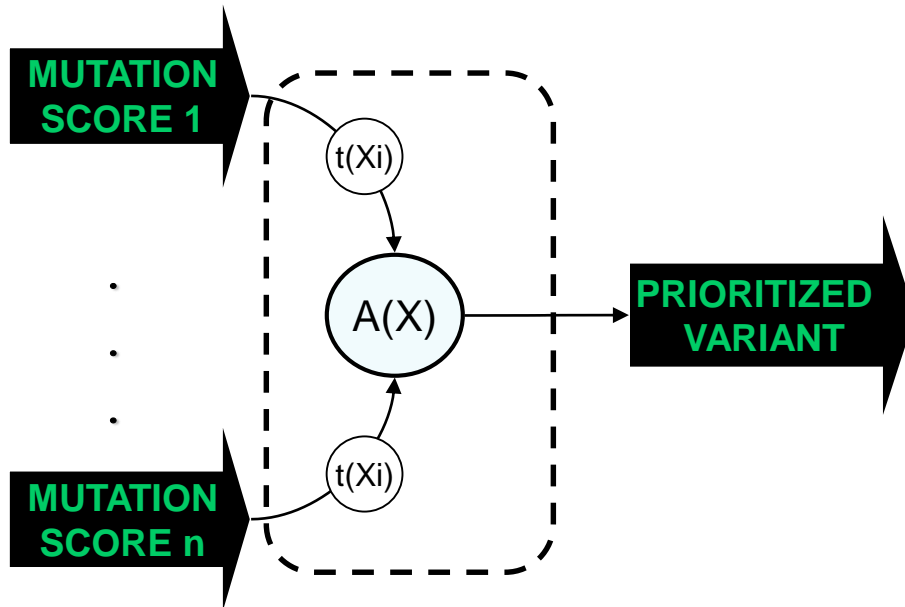 MUTATION
SCORE 1
t(Xi)
A(X)
PRIORITIZED
VARIANT
t(Xi)
MUTATION
SCORE n